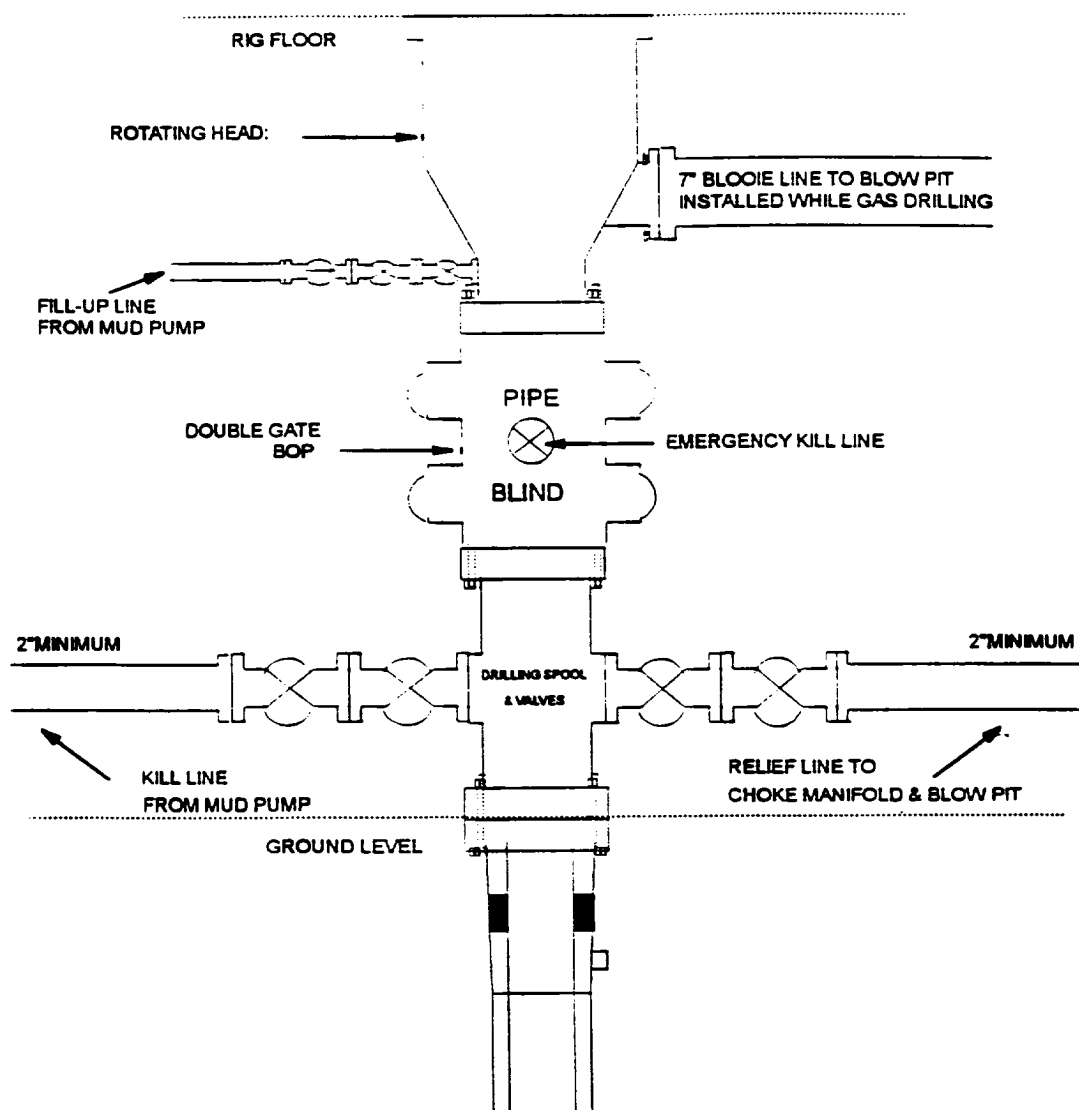 RIG FLOOR
ROTATING HEAD:
7" BLOOIE LINE TO BLOW PIT
INSTALLED WHILE GAS DRILLING
FILL-UP LINE
FROM MUD PUMP
PIPE
DOUBLE GATE
BOP
EMERGENCY KILL LINE
BLIND
2"MINIMUM
2"MINIMUM
DRILLING SPOOL
& VALVES
KILL LINE
FROM MUD PUMP
RELIEF LINE TO
CHOKE MANIFOLD & BLOW PIT
GROUND LEVEL